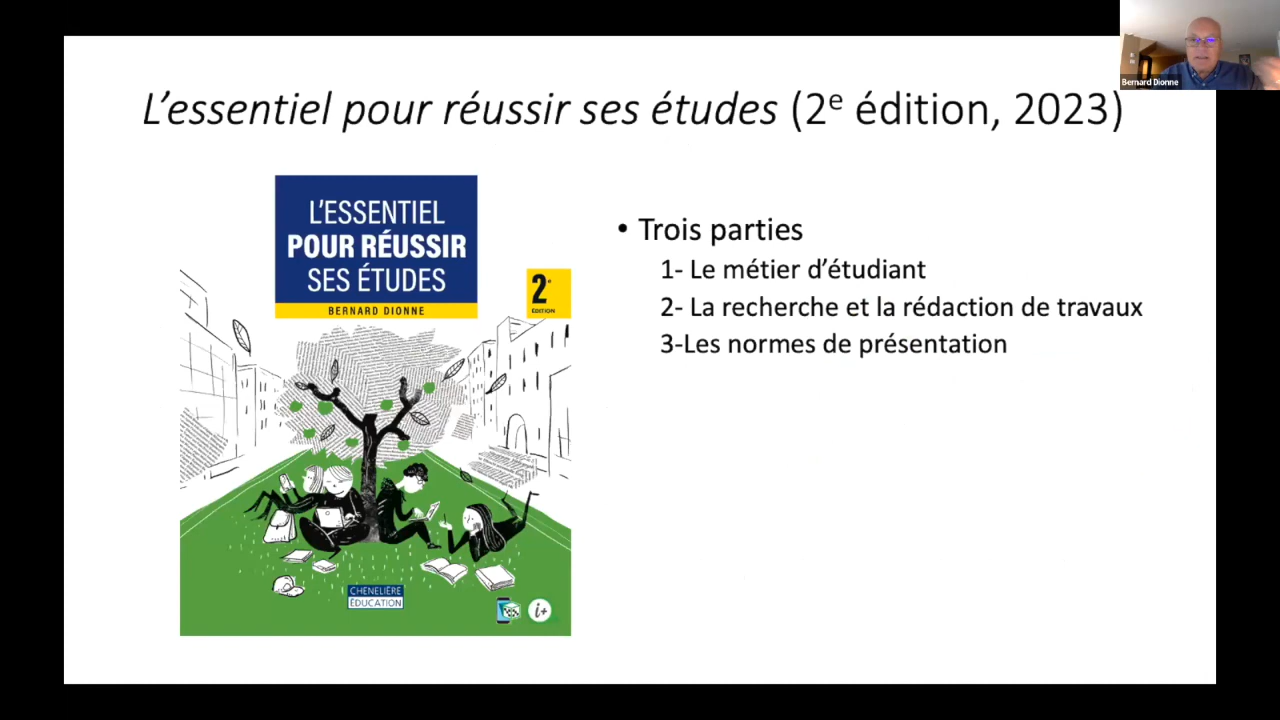 Bernard Dionne
L'essentiel pour réussir ses études (2e édition, 2023)
L'ESSENTIEL
POUR RÉUSSIR
SES ÉTUDES
BERNARD DIONNE
2e
ÉDITION
CHENELIÈRE
ÉDUCATION
i+
• Trois parties
1- Le métier d'étudiant
2- La recherche et la rédaction de travaux
3-Les normes de présentation